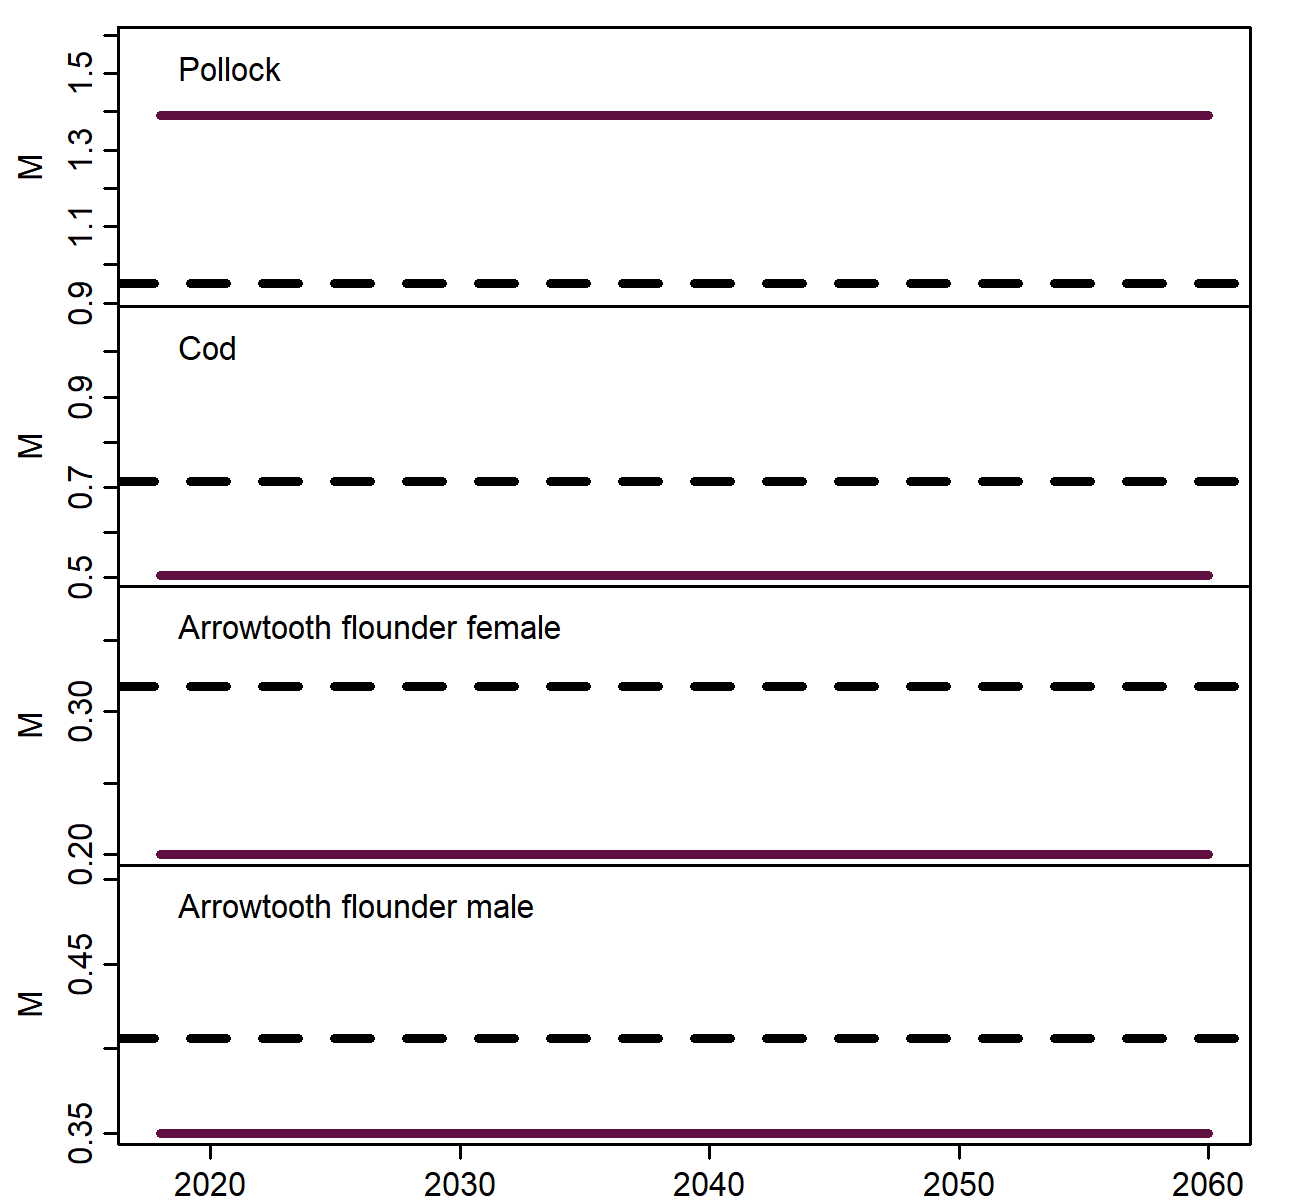 Pollock
M
1.5
1.3
1.1
0.9
Cod
M
0.9
0.7
0.5
Arrowtooth flounder female
M
0.30
0.20
Arrowtooth flounder male
M
0.45
0.35
2020 2030 2040 2050 2060